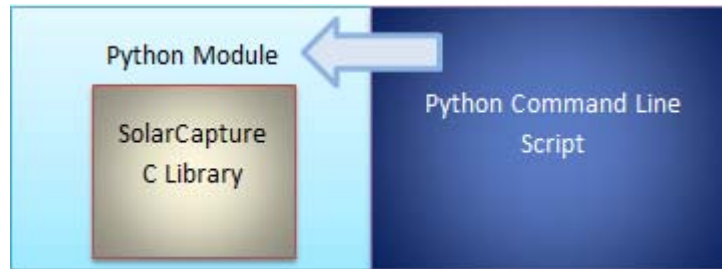 Python Module
SolarCapture
C Library
Python Command Line
Script